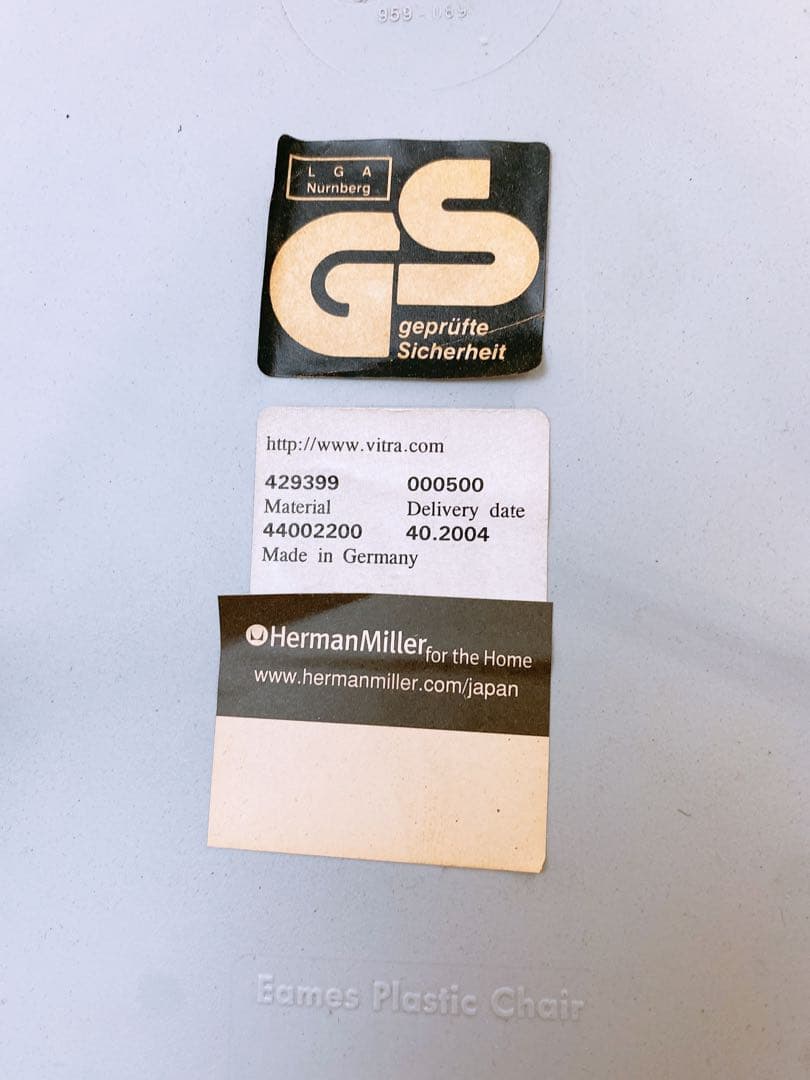 L G A
Nürnberg
GS
geprüfte
Sicherheit
http://www.vitra.com
429399 000500
Material Delivery date
44002200 40.2004
Made in Germany
HermanMiller for the Home
www.hermanmiller.com/japan
Eames Plastic Chair